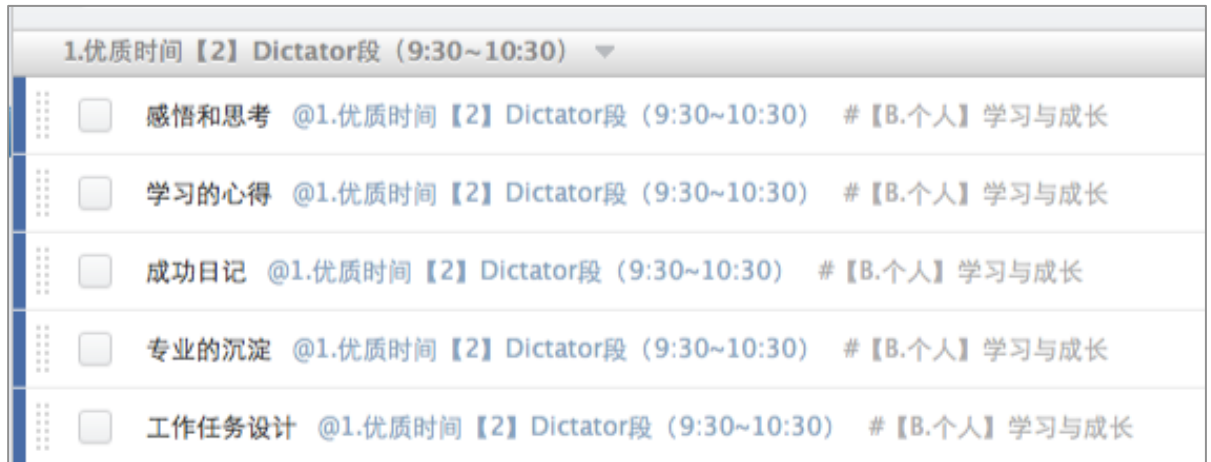 1.优质时间【2】Dictator段（9:30~10:30）
感悟和思考 @1.优质时间【2】Dictator段（9:30~10:30） #【B.个人】学习与成长
学习的心得 @1.优质时间【2】Dictator段（9:30~10:30） #【B.个人】学习与成长
成功日记 @1.优质时间【2】Dictator段（9:30~10:30） #【B.个人】学习与成长
专业的沉淀 @1.优质时间【2】Dictator段（9:30~10:30） #【B.个人】学习与成长
工作任务设计 @1.优质时间【2】Dictator段（9:30~10:30） #【B.个人】学习与成长